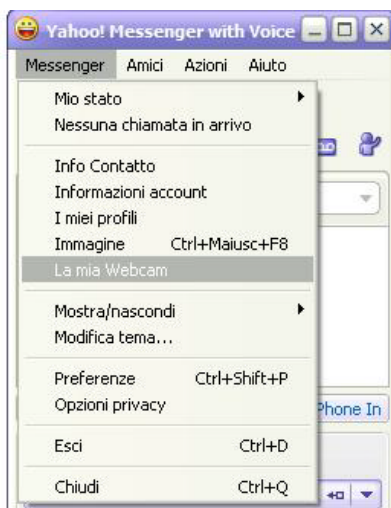 Yahoo! Messenger with Voice
Messenger Amici Azioni Aiuto
Mio stato
Nessuna chiamata in arrivo
Info Contatto
Informazioni account
I miei profili
Immagine Ctrl+Maiusc+F8
La mia Webcam
Mostra/nascondi
Modifica tema...
Preferenze Ctrl+Shift+P
Opzioni privacy
Phone In
Esci Ctrl+D
Chiudi Ctrl+Q